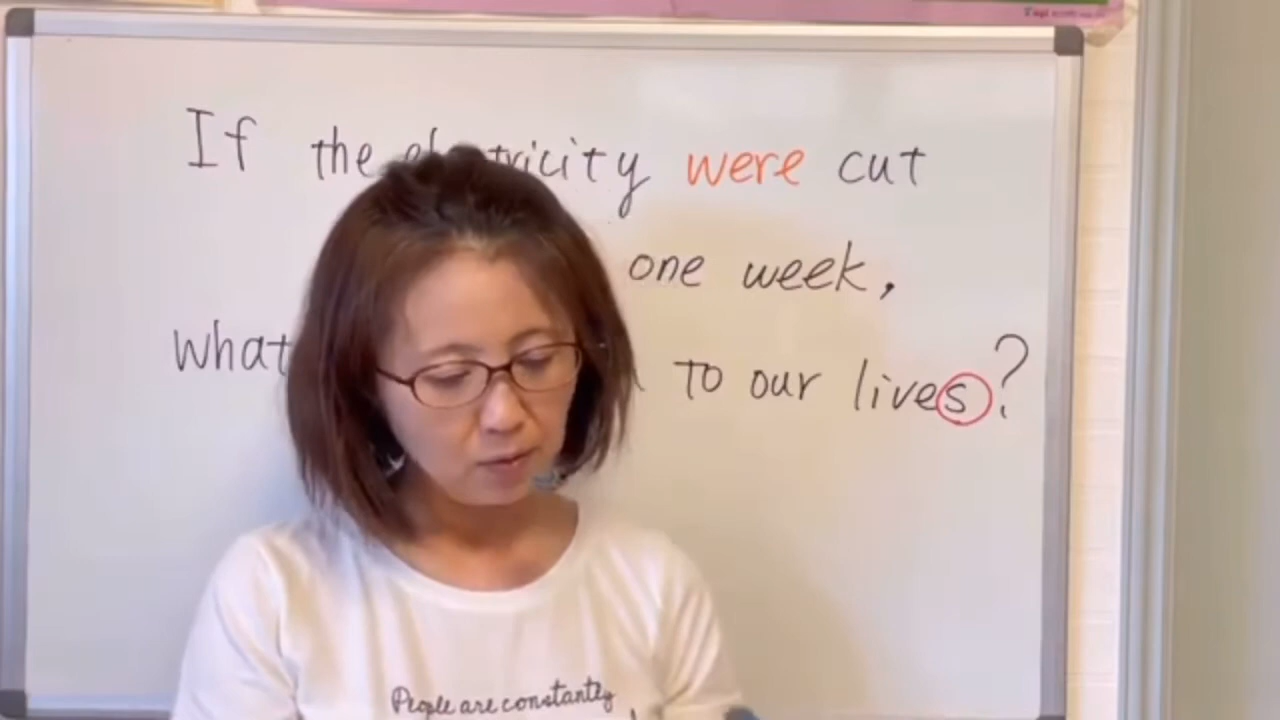 If the electricity were cut
one week,
what to our lives?
People are constantly